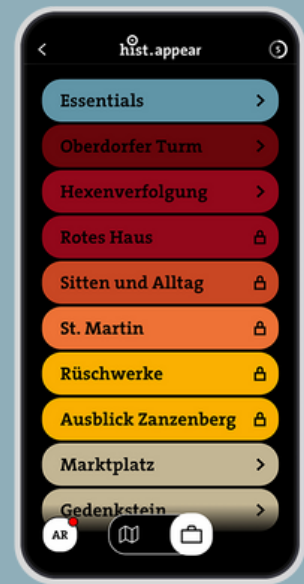 hist.appear
5
Essentials
Oberdorfer Turm
Hexenverfolgung
Rotes Haus
Sitten und Alltag
St. Martin
Rüschwerke
Ausblick Zanzenberg
Marktplatz
Gedenkstein
AR